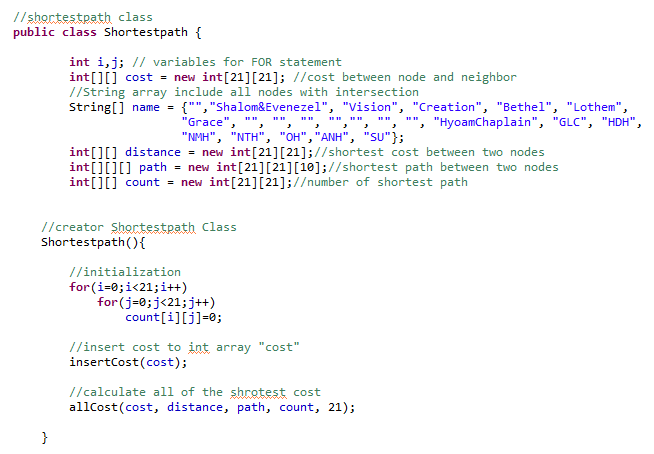 //shortestpath class
public class Shortestpath {
int i,j; // variables for FOR statement
int[][] cost = new int[21][21]; //cost between node and neighbor
//String array include all nodes with intersection
String[] name = {"","Shalom&Evenezel", "Vision", "Creation", "Bethel", "Lothem",
"Grace", "", "", "", "","", "", "", "HyoamChaplain", "GLC", "HDH",
"NMH", "NTH", "OH","ANH", "SU"};
int[][] distance = new int[21][21];//shortest cost between two nodes
int[][][] path = new int[21][21][10];//shortest path between two nodes
int[][] count = new int[21][21];//number of shortest path
//creator Shortestpath Class
Shortestpath(){
//initialization
for(i=0;i<21;i++)
for(j=0;j<21;j++)
count[i][j]=0;
//insert cost to int array "cost"
insertCost(cost);
//calculate all of the shrotest cost
allCost(cost, distance, path, count, 21);
}